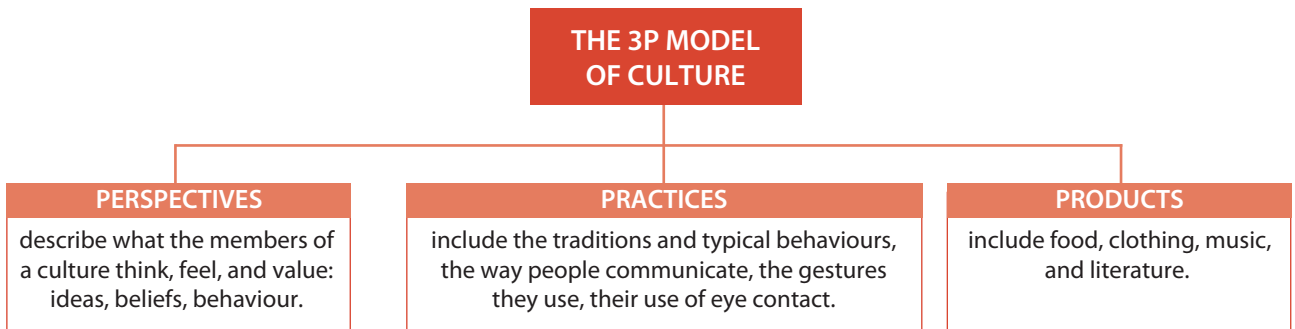 THE 3P MODEL
OF CULTURE
PERSPECTIVES
describe what the members of
a culture think, feel, and value:
ideas, beliefs, behaviour.
PRACTICES
include the traditions and typical behaviours,
the way people communicate, the gestures
they use, their use of eye contact.
PRODUCTS
include food, clothing, music,
and literature.